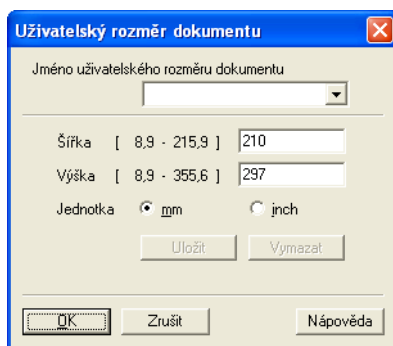 Uživatelský rozměr dokumentu
Jméno uživatelského rozměru dokumentu
Šířka [ 8,9 - 215,9 ] 210
Výška [ 8,9 - 355,6 ] 297
Jednotka mm inch
Uložit Vymazat
OK Zrušit Nápověda